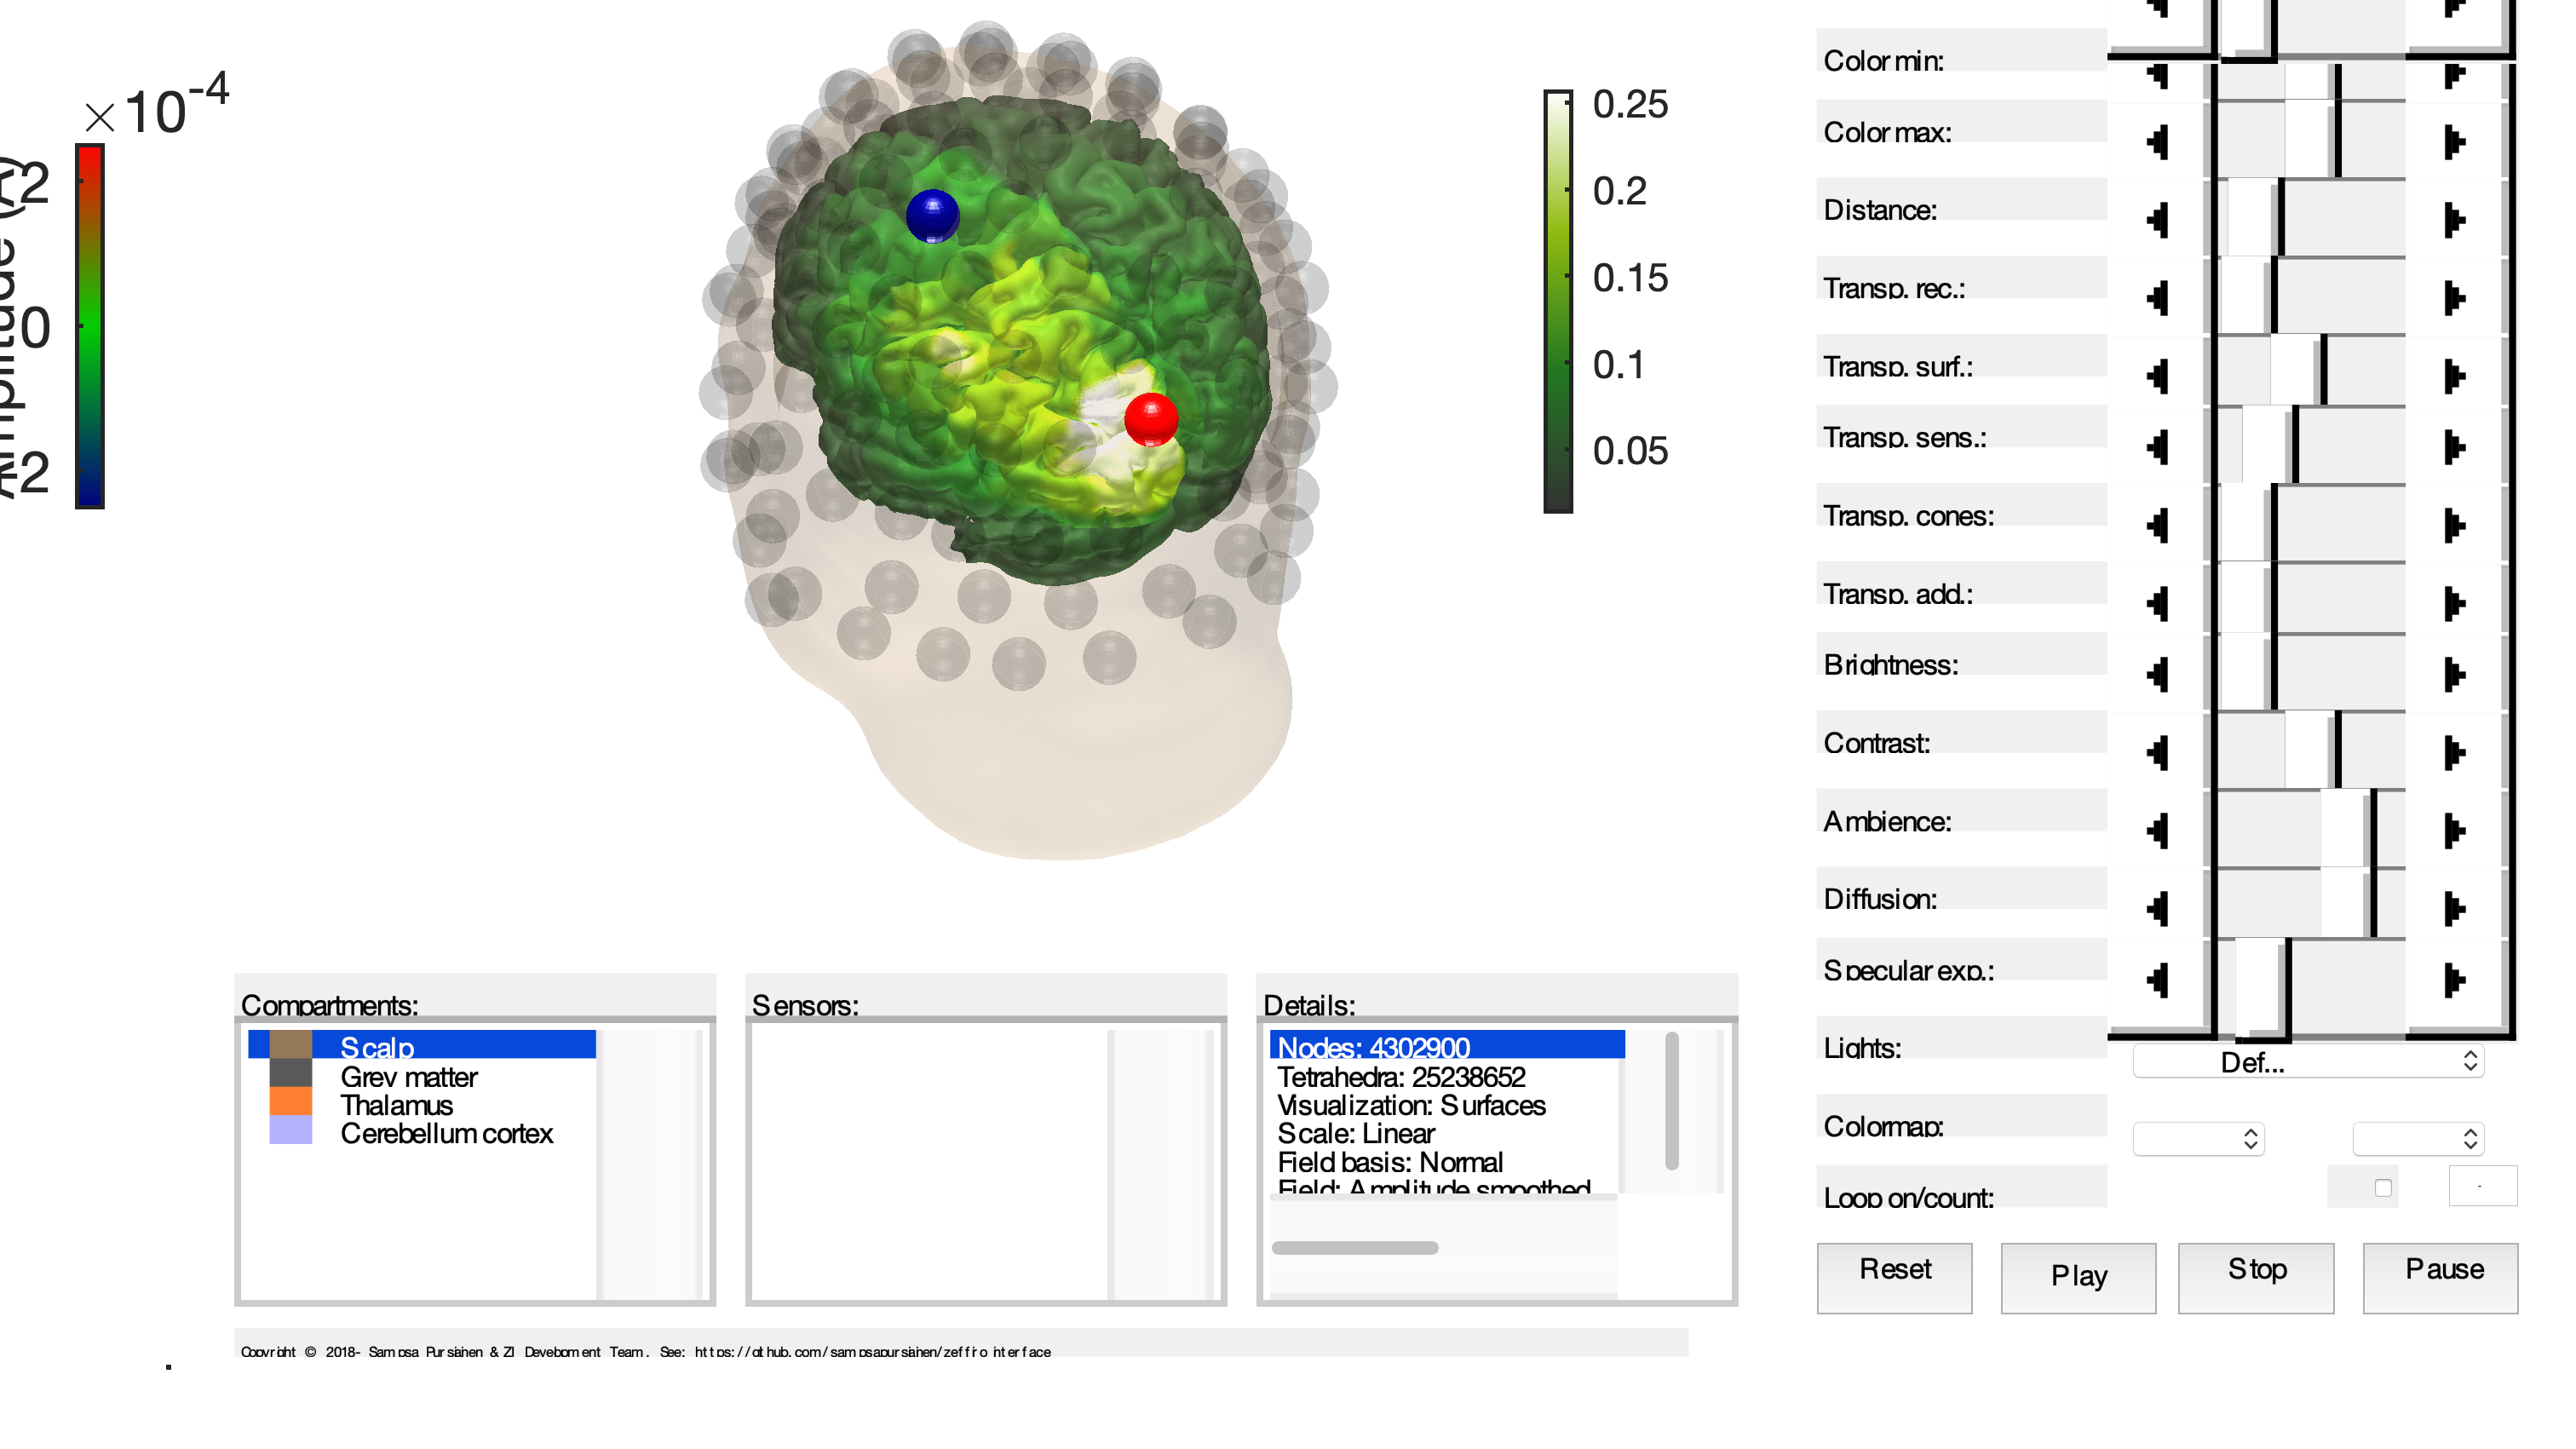 ×10-4
Amplitude (A)
2
0
-2
0.25
0.2
0.15
0.1
0.05
Color min:
Color max:
Distance:
Transp. rec.:
Transp. surf.:
Transp. sens.:
Transp. cones:
Transp. add.:
Brightness:
Contrast:
Ambience:
Diffusion:
Specular exp.:
Lights:
Def...
Colormap:
Loop on/count:
-
Reset
Play
Stop
Pause
Compartments:
Scalp
Grey matter
Thalamus
Cerebellum cortex
Sensors:
Details:
Nodes: 4302900
Tetrahedra: 25238652
Visualization: Surfaces
Scale: Linear
Field basis: Normal
Field: Amplitude smoothed
Copyright © 2018- Sampsa Pursiainen & ZI Development Team. See: https://github.com/sampsapursiainen/zeffiro interface